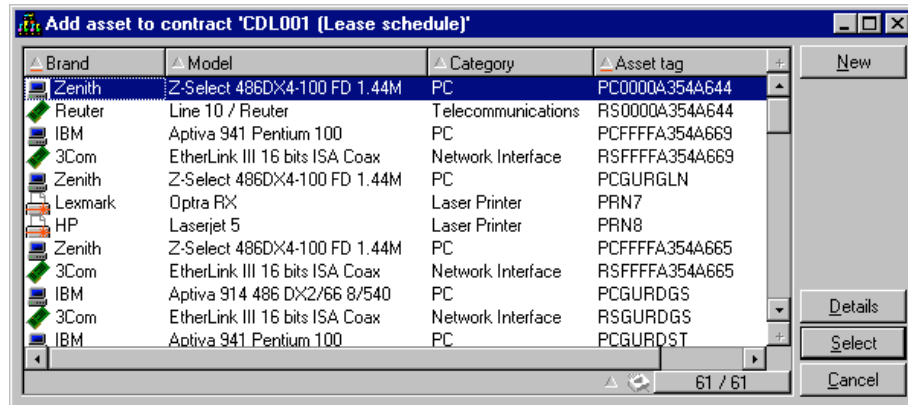 Add asset to contract 'CDL001 (Lease schedule)'
Brand Model Category Asset tag New
Zenith Z-Select 486DX4-100 FD 1.44M PC PC0000A354A644
Reuter Line 10 / Reuter Telecommunications RS0000A354A644
IBM Aptiva 941 Pentium 100 PC PCFFFFA354A669
3Com EtherLink III 16 bits ISA Coax Network Interface RSFFFFA354A669
Zenith Z-Select 486DX4-100 FD 1.44M PC PCGURGLN
Lexmark Optra RX Laser Printer PRN7
HP Laserjet 5 Laser Printer PRN8
Zenith Z-Select 486DX4-100 FD 1.44M PC PCFFFFA354A665
3Com EtherLink III 16 bits ISA Coax Network Interface RSFFFFA354A665
IBM Aptiva 914 486 DX2/66 8/540 PC PCGURDGS
3Com EtherLink III 16 bits ISA Coax Network Interface RSGURDGS
IBM Aptiva 941 Pentium 100 PC PCGURDST
Details
Select
61 / 61 Cancel